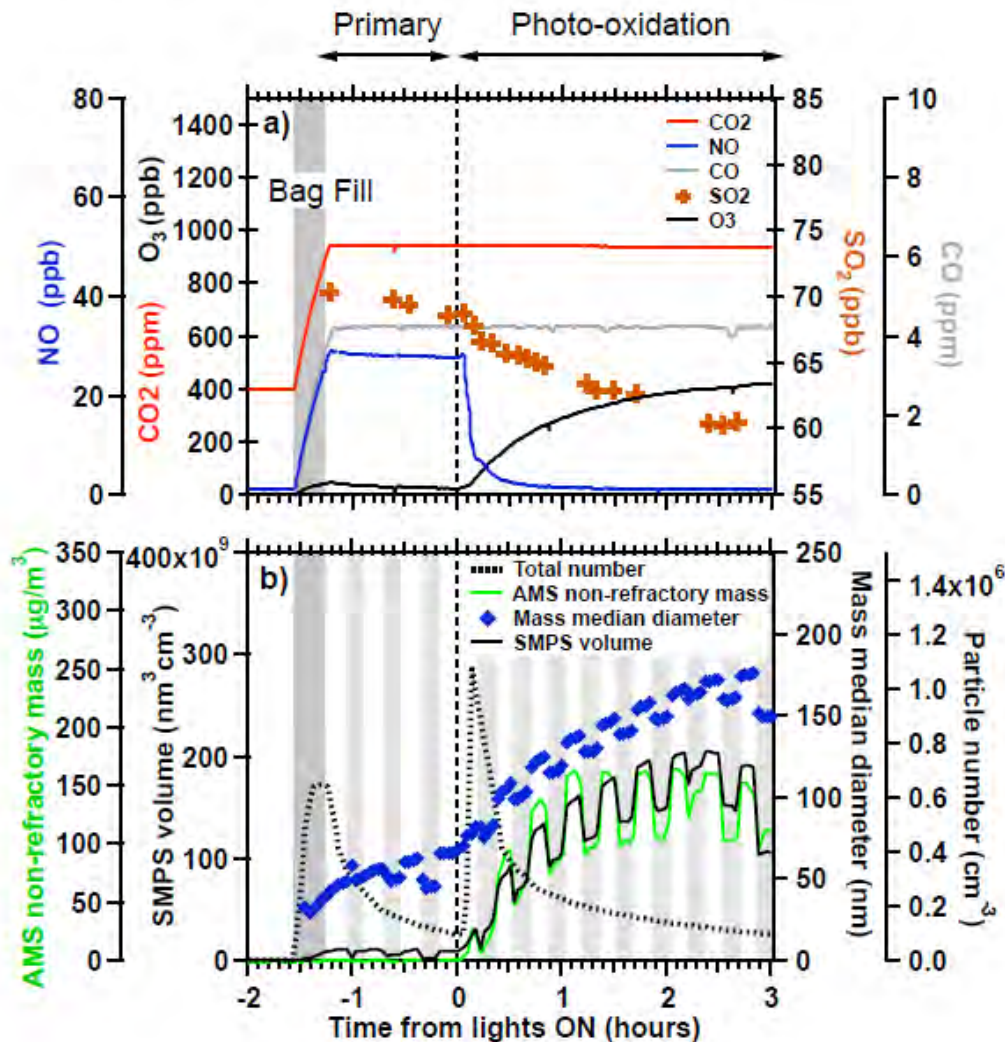 Primary Photo-oxidation
a)
Bag Fill
CO2
NO
CO
SO2
O3
NO (ppb)
80
60
40
20
0
O3 (ppb)
CO2 (ppm)
1400
1200
1000
800
600
400
200
0
SO2 (ppb)
85
80
75
70
65
60
55
CO (ppm)
10
8
6
4
2
0
b)
Total number
AMS non-refractory mass
Mass median diameter
SMPS volume
AMS non-refractory mass (µg/m³)
350
300
250
200
150
100
50
0
SMPS volume (nm³ cm⁻³)
400x10⁹
300
200
100
0
Mass median diameter (nm)
250
200
150
100
50
0
Particle number (cm⁻³)
1.4x10⁶
1.2
1.0
0.8
0.6
0.4
0.2
0.0
-2 -1 0 1 2 3
Time from lights ON (hours)